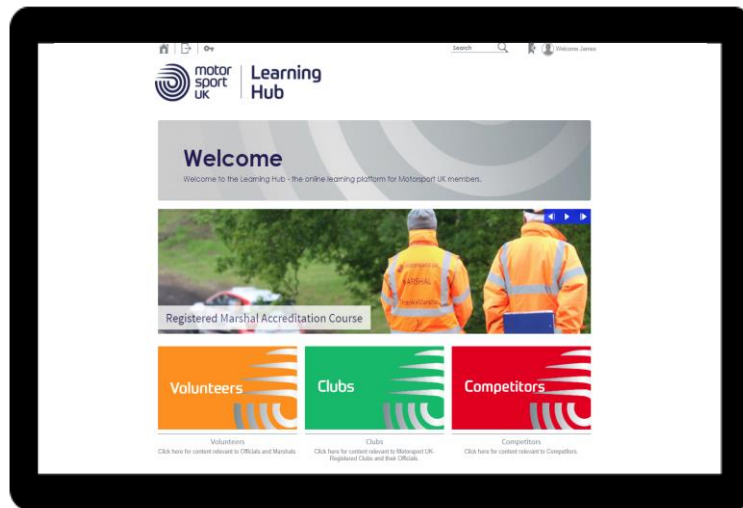 Search
Welcome James
motor
sport
UK
Learning
Hub
Welcome
Welcome to the Learning Hub - the online learning platform for Motorsport UK members.
MARSHAL
Registered Marshal Accreditation Course
Volunteers
Clubs
Competitors
Volunteers
Clubs
Competitors
Click here for content relevant to Officials and Marshals.
Click here for content relevant to Motorsport UK-
Registered Clubs and their Officials.
Click here for content relevant to Competitors.